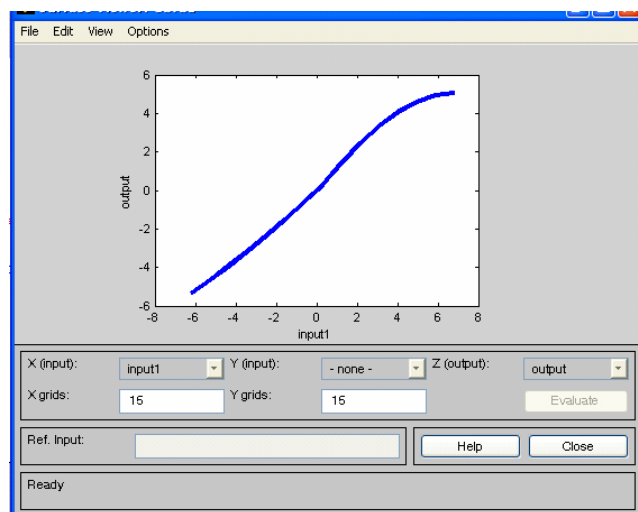 File Edit View Options
6
4
2
0
-2
-4
-6
output
-8 -6 -4 -2 0 2 4 6 8
input1
X (input): input1 Y (input): - none - Z (output): output
X grids: 15 Y grids: 15 Evaluate
Ref. Input: Help Close
Ready